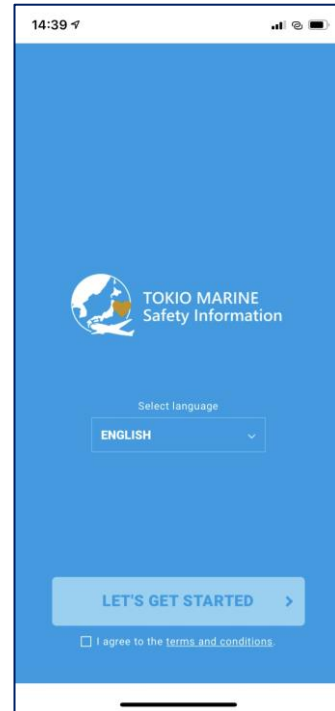 14:39
TOKIO MARINE
Safety Information
Select language
ENGLISH
LET'S GET STARTED
I agree to the terms and conditions.